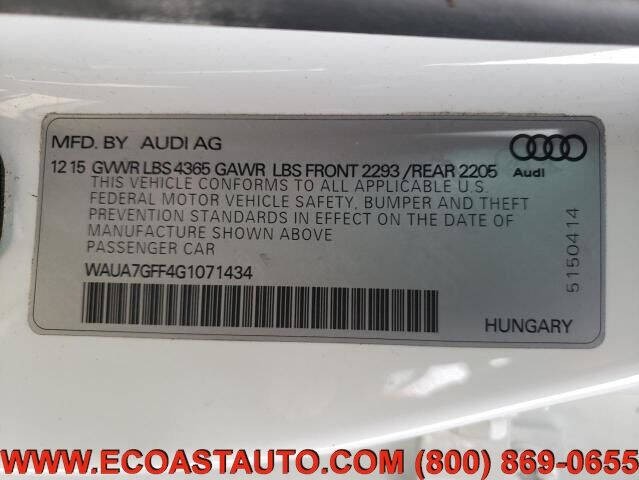 MFD. BY AUDI AG
12 15 GVWR LBS 4365 GAWR LBS FRONT 2293 /REAR 2205
Audi
THIS VEHICLE CONFORMS TO ALL APPLICABLE U.S.
FEDERAL MOTOR VEHICLE SAFETY, BUMPER AND THEFT
PREVENTION STANDARDS IN EFFECT ON THE DATE OF
MANUFACTURE SHOWN ABOVE
PASSENGER CAR
WAUA7GFF4G1071434
5150414
HUNGARY
WWW.ECOASTAUTO.COM (800) 869-0655